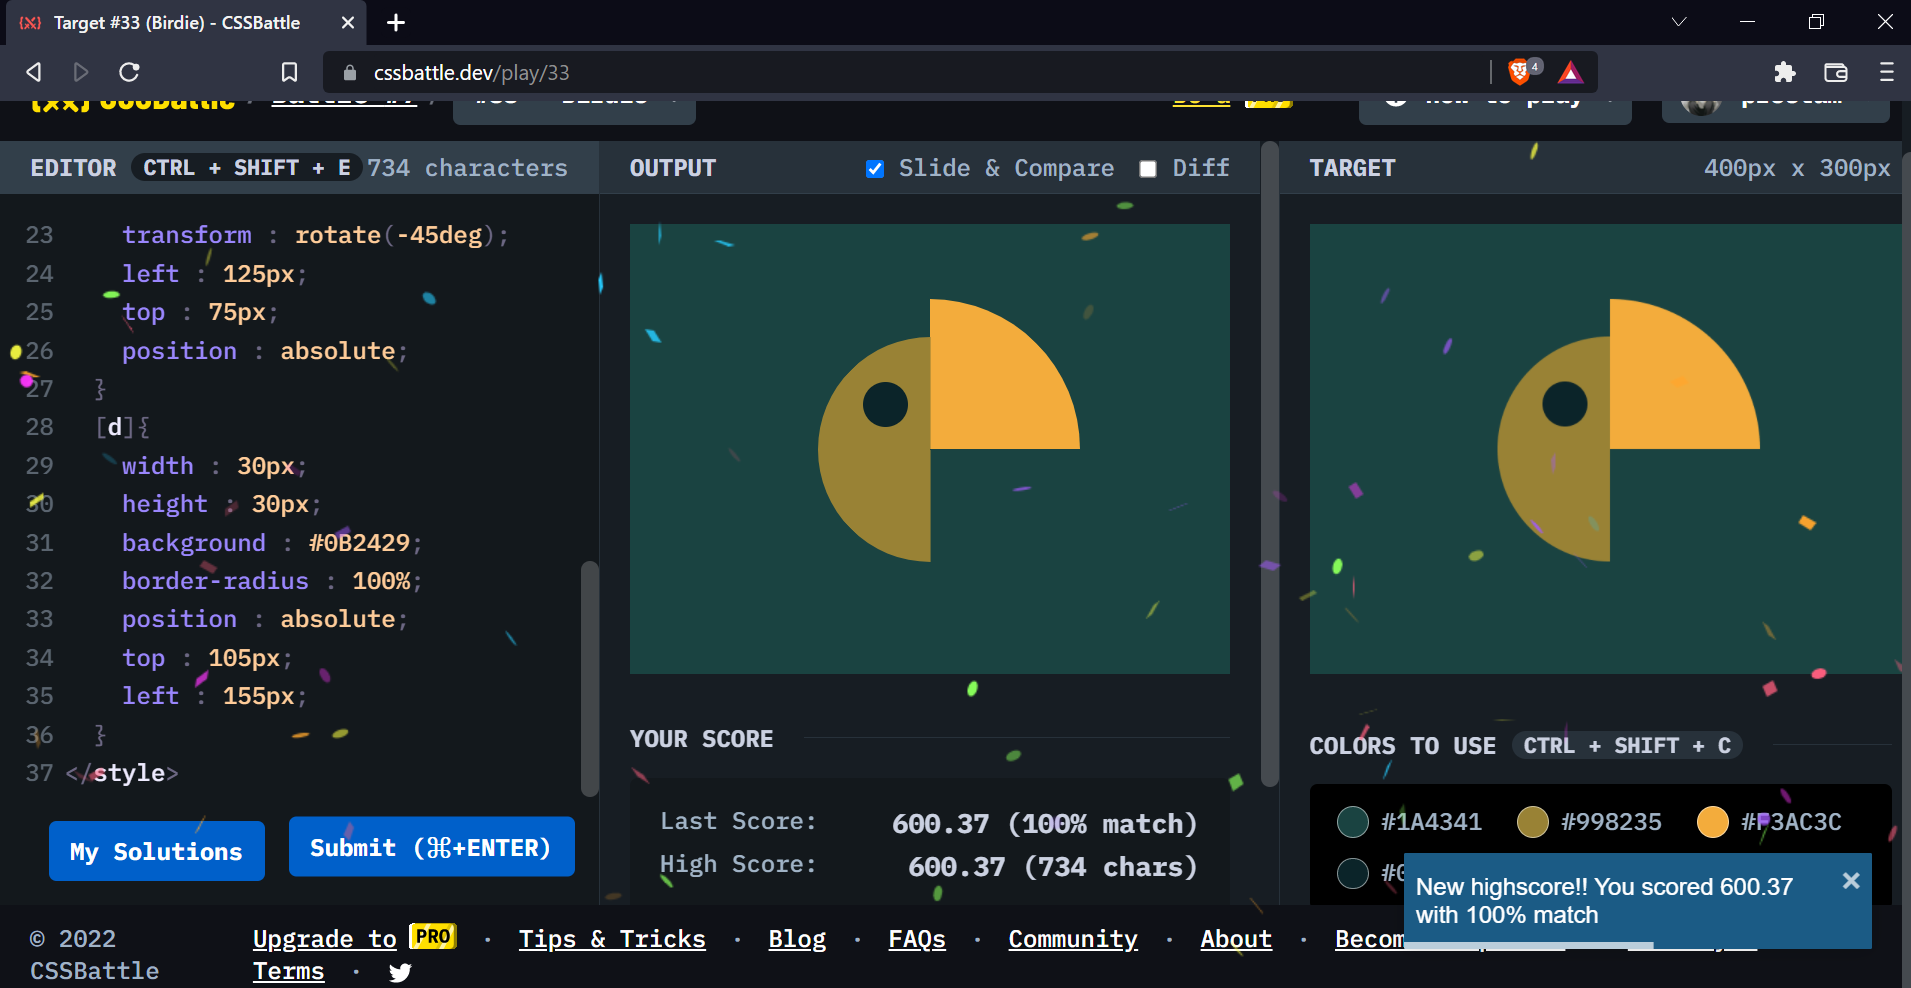 Target #33 (Birdie) - CSSBattle
cssbattle.dev/play/33
4
EDITOR CTRL + SHIFT + E 734 characters
OUTPUT
Slide & Compare
Diff
TARGET
400px x 300px
23 transform : rotate(-45deg);
24 left : 125px;
25 top : 75px;
26 position : absolute;
27 }
28 [d]{
29 width : 30px;
30 height : 30px;
31 background : #0B2429;
32 border-radius : 100%;
33 position : absolute;
34 top : 105px;
35 left : 155px;
36 }
37 </style>
My Solutions
Submit (⌘+ENTER)
YOUR SCORE
Last Score: 600.37 (100% match)
High Score: 600.37 (734 chars)
COLORS TO USE CTRL + SHIFT + C
#1A4341 #998235 #F3AC3C
New highscore!! You scored 600.37
with 100% match
© 2022
CSSBattle
Upgrade to PRO · Tips & Tricks · Blog · FAQs · Community · About ·
Terms ·